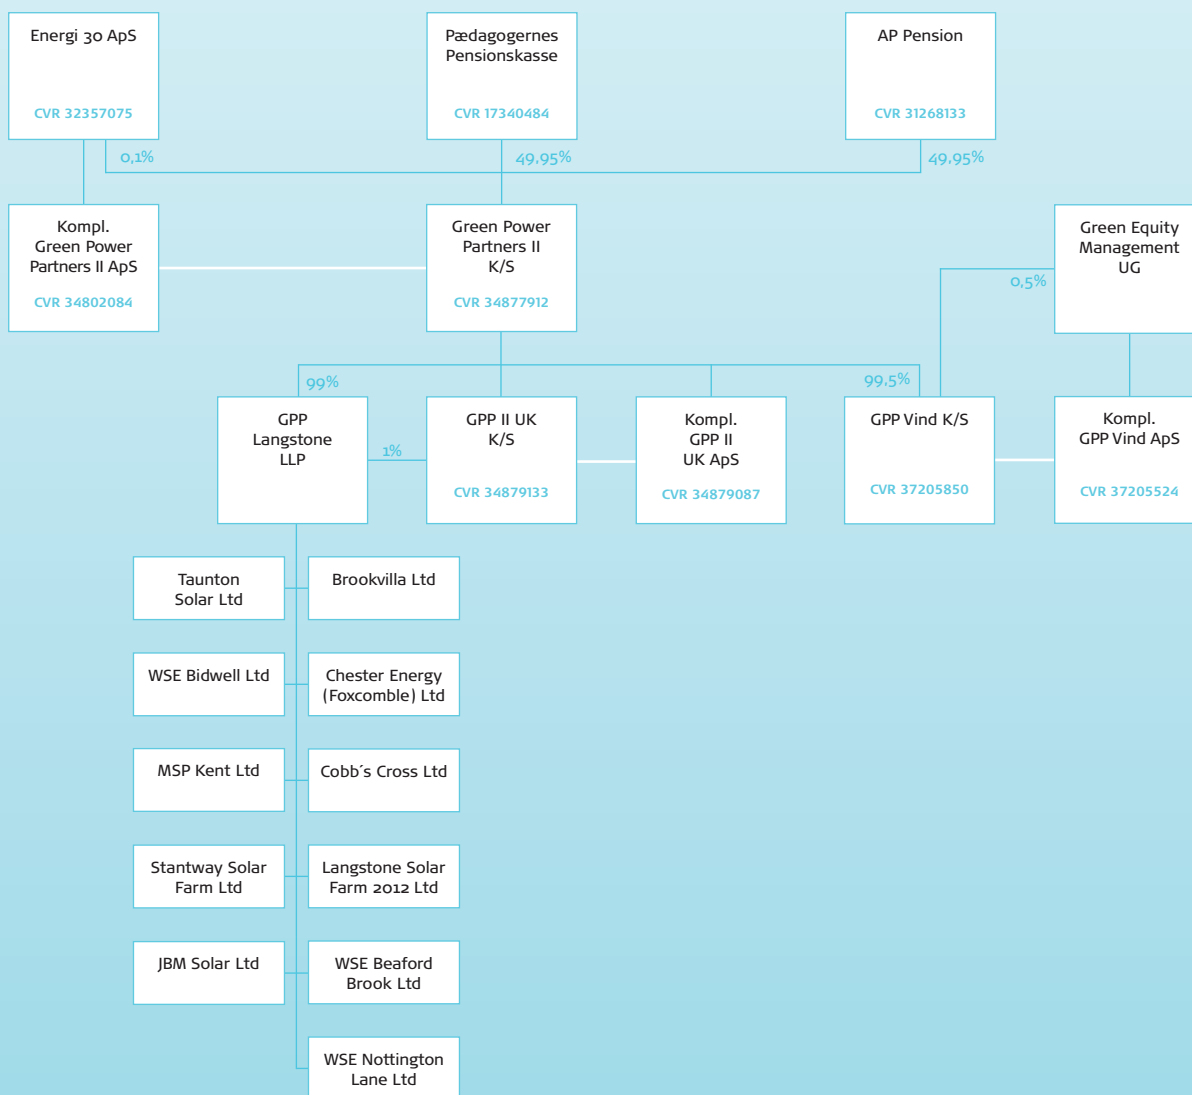 Energi 30 ApS
CVR 32357075
Pædagogernes
Pensionskasse
CVR 17340484
AP Pension
CVR 31268133
0,1%
49,95%
49,95%
Kompl.
Green Power
Partners II ApS
CVR 34802084
Green Power
Partners II
K/S
CVR 34877912
Green Equity
Management
UG
0,5%
99%
99,5%
GPP
Langstone
LLP
1%
GPP II UK
K/S
CVR 34879133
Kompl.
GPP II
UK ApS
CVR 34879087
GPP Vind K/S
CVR 37205850
Kompl.
GPP Vind ApS
CVR 37205524
Taunton
Solar Ltd
Brookvilla Ltd
WSE Bidwell Ltd
Chester Energy
(Foxcomble) Ltd
MSP Kent Ltd
Cobb´s Cross Ltd
Stantway Solar
Farm Ltd
Langstone Solar
Farm 2012 Ltd
JBM Solar Ltd
WSE Beaford
Brook Ltd
WSE Nottington
Lane Ltd